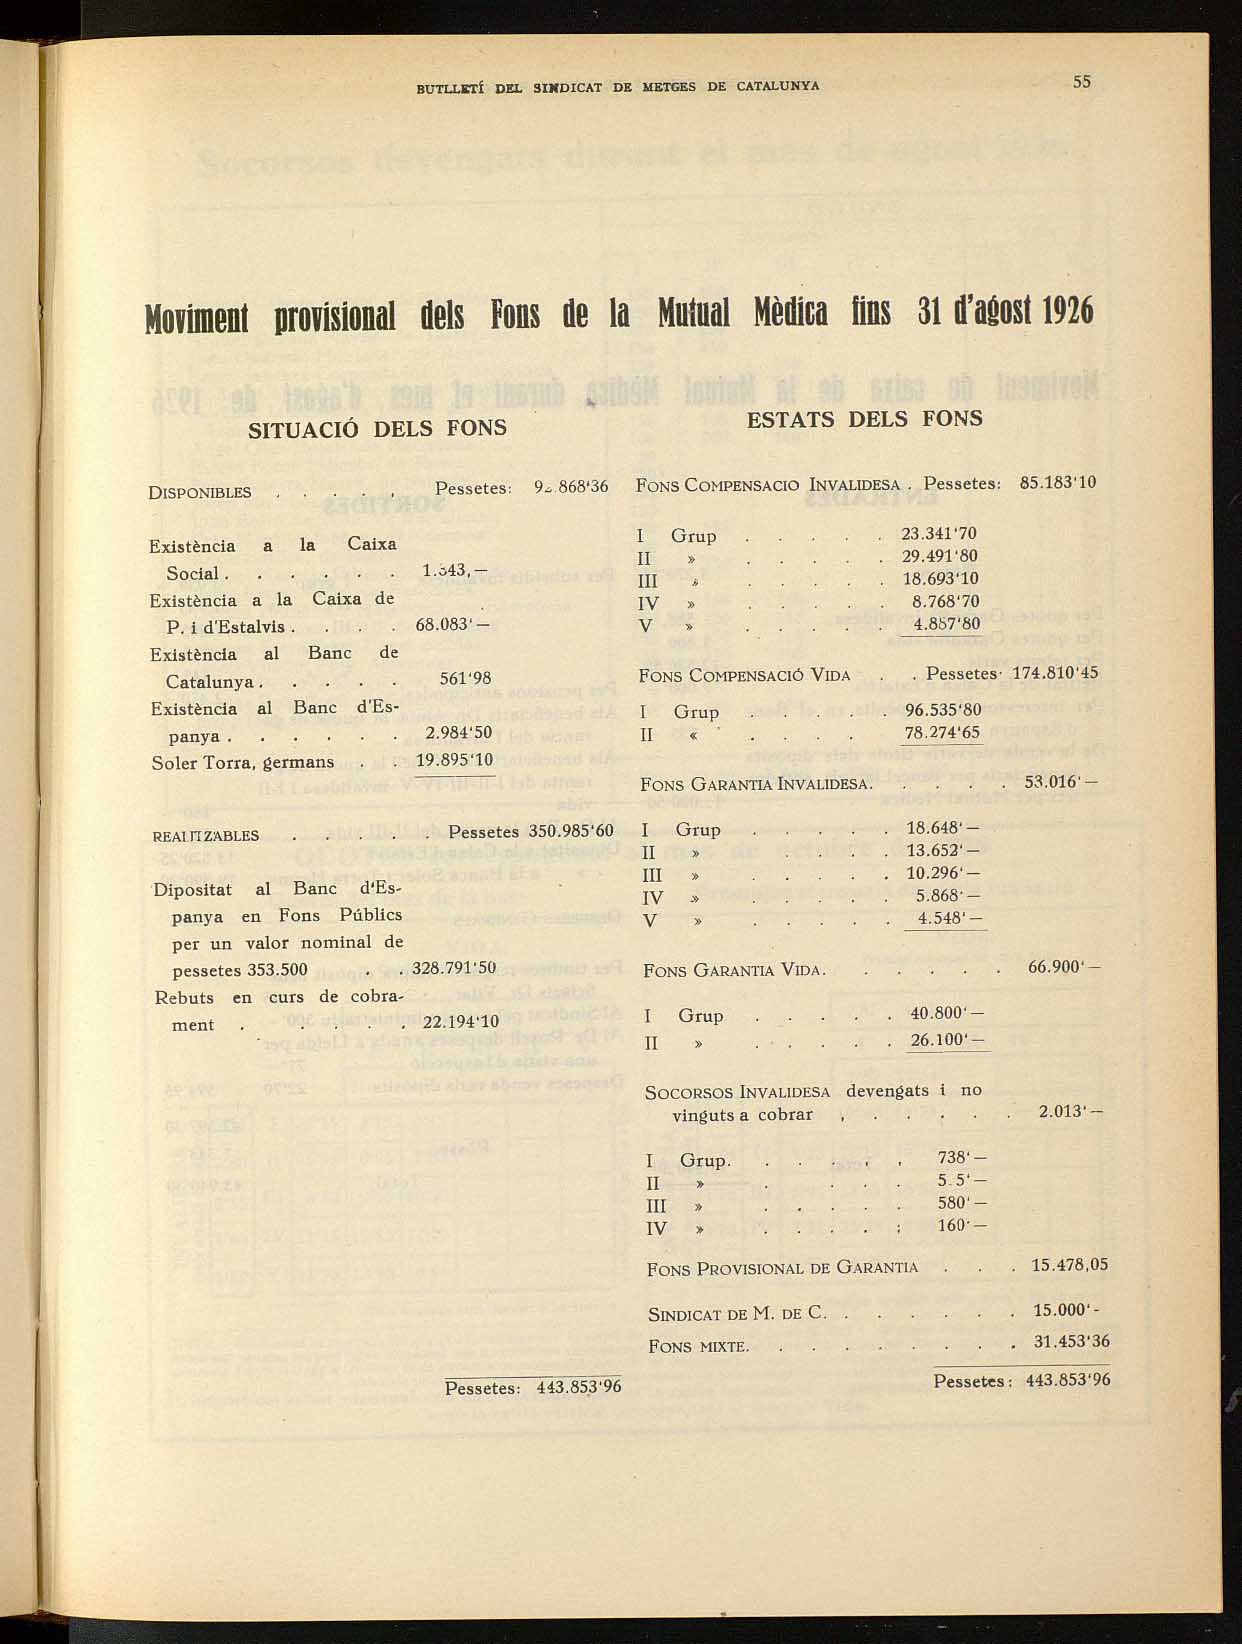 BUTLLETÍ DEL SINDICAT DE METGES DE CATALUNYA 55
Moviment provisional dels Fons de la Mutual Mèdica fins 31 d'agost 1926
SITUACIÓ DELS FONS
DISPONIBLES . . . . . Pessetes:
Existència a la Caixa
Social . . . . . . .
Existència a la Caixa de
P. i d'Estalvis . . . . 68.083'—
Existència al Banc de
Catalunya . . . . . 561'98
Existència al Banc d'Es-
panya . . . . . . 2.984'50
Soler Torra, germans . . 19.895'10
REALITZABLES . . . . . Pessetes 350.985'60
Dipositat al Banc d'Es-
panya en Fons Públics
per un valor nominal de
pessetes 353.500 . . 328.791'50
Rebuts en curs de cobra-
ment . . . . . 22.194'10
Pessetes: 443.853'96
ESTATS DELS FONS
FONS COMPENSACIO INVALIDESA . Pessetes: 85.183'10
I Grup . . . . . 23.341'70
II » . . . . . 29.491'80
III » . . . . . 18.693'10
IV » . . . . . 8.768'70
V » . . . . . 4.887'80
FONS COMPENSACIÓ VIDA . . Pessetes· 174.810'45
I Grup . . . . . 96.535'80
II « . . . . 78.274'65
FONS GARANTIA INVALIDESA. . . . . 53.016'—
I Grup . . . . . 18.648'—
II » . . . . 13.652'—
III » . . . . . 10.296'—
IV » . . . . . 5.868'—
V » . . . . . 4.548'—
FONS GARANTIA VIDA. . . . . . 66.900'—
I Grup . . . . . 40.800'—
II » . . . . . 26.100'—
SOCORSOS INVALIDESA devengats i no
vinguts a cobrar , . . . . . 2.013'—
I Grup. . . . , , 738'—
II » . . . .
III » . . . . . 580'—
IV » . . . . ; 160'—
FONS PROVISIONAL DE GARANTIA . . . 15.478,05
SINDICAT DE M. DE C. . . . . . . 15.000'-
FONS MIXTE. . . . . . . . . 31.453'36
Pessetes: 443.853'96